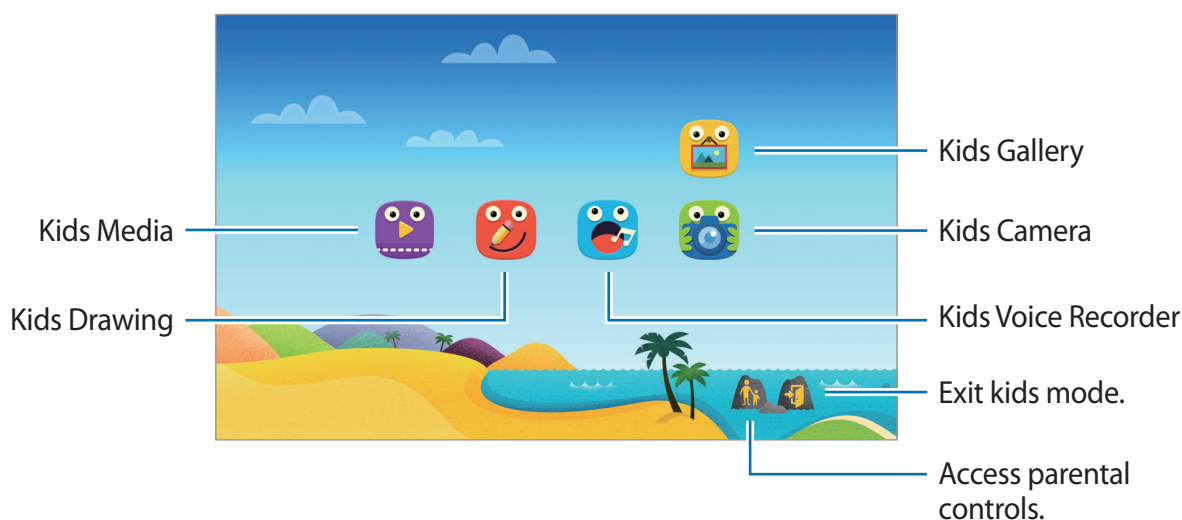 Kids Gallery
Kids Media
Kids Camera
Kids Drawing
Kids Voice Recorder
Exit kids mode.
Access parental
controls.